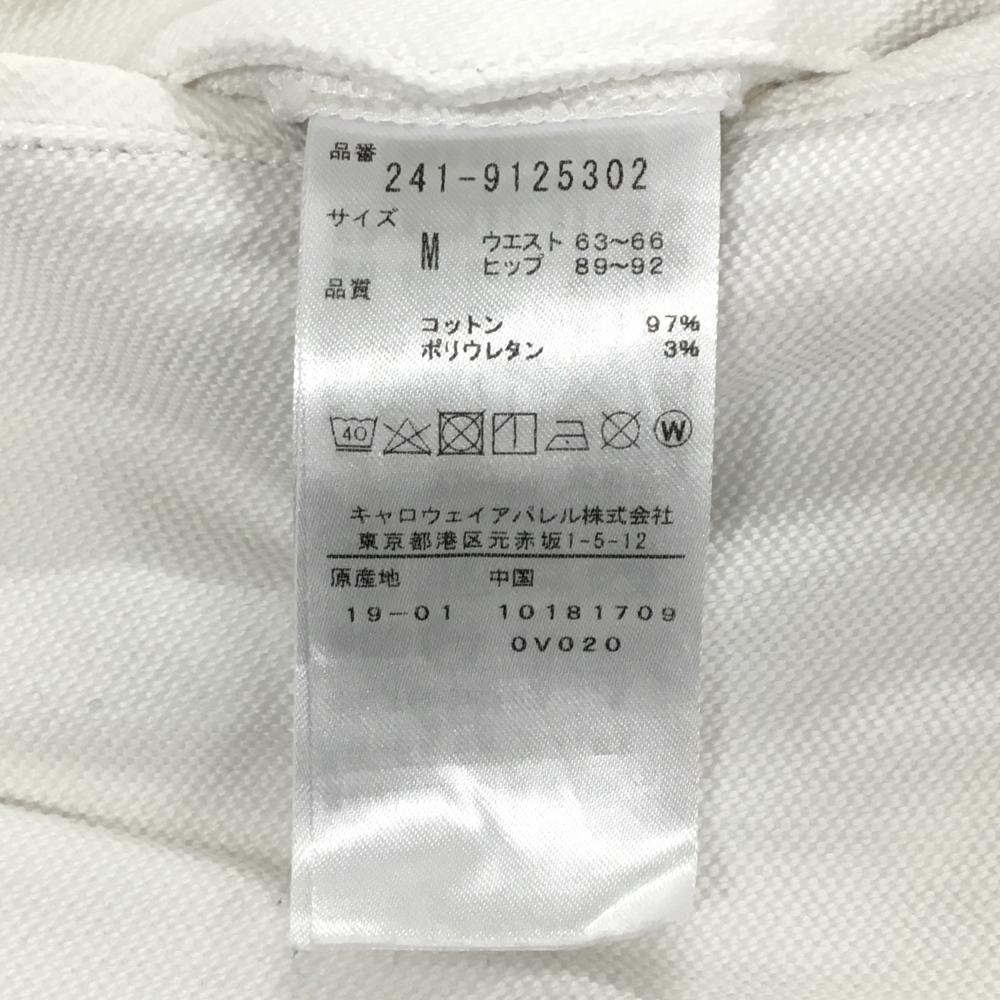 品番
241-9125302
サイズ
M ウエスト 63～66
ヒップ 89～92
品質
コットン 97%
ポリウレタン 3%
40 W
キャロウェイアパレル株式会社
東京都港区元赤坂1-5-12
原産地 中国
19-01 10181709
0V020